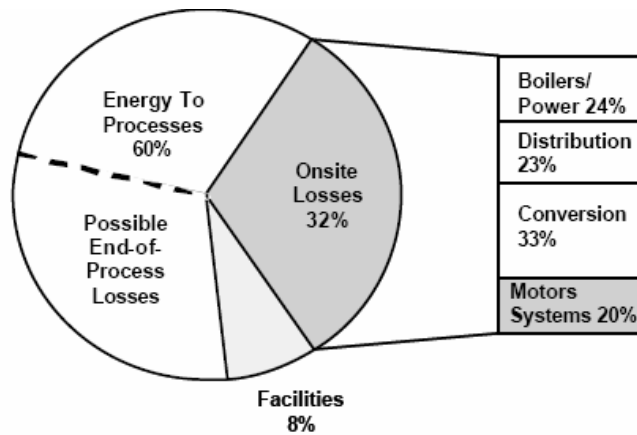 Energy To
Processes
60%
Possible
End-of-
Process
Losses
Onsite
Losses
32%
Facilities
8%
Boilers/
Power 24%
Distribution
23%
Conversion
33%
Motors
Systems 20%